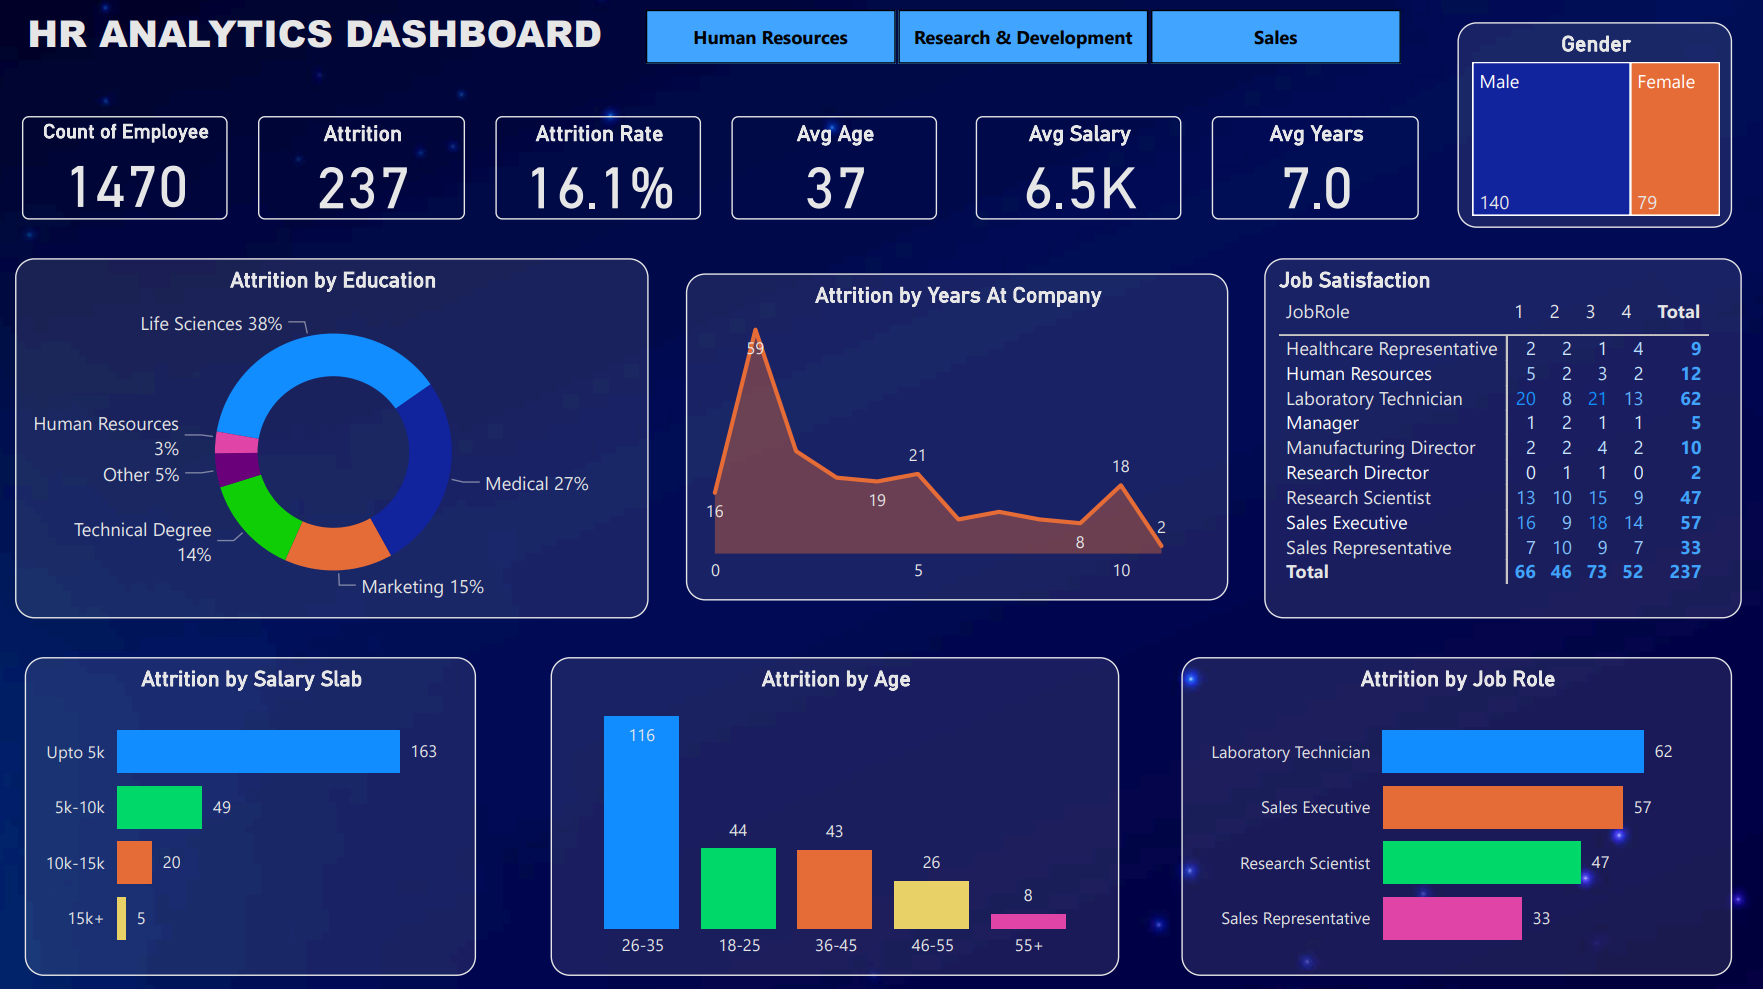 HR ANALYTICS DASHBOARD
Human Resources
Research & Development
Sales
Gender
Male
Female
140
79
Count of Employee
1470
Attrition
237
Attrition Rate
16.1%
Avg Age
37
Avg Salary
6.5K
Avg Years
7.0
Attrition by Education
Life Sciences 38%
Human Resources
3%
Other 5%
Technical Degree
14%
Medical 27%
Marketing 15%
Attrition by Years At Company
59
16
19
21
8
18
2
0 5 10
Job Satisfaction
JobRole 1 2 3 4 Total
Healthcare Representative 2 2 1 4 9
Human Resources 5 2 3 2 12
Laboratory Technician 20 8 21 13 62
Manager 1 2 1 1 5
Manufacturing Director 2 2 4 2 10
Research Director 0 1 1 0 2
Research Scientist 13 10 15 9 47
Sales Executive 16 9 18 14 57
Sales Representative 7 10 9 7 33
Total 66 46 73 52 237
Attrition by Salary Slab
Upto 5k 163
5k-10k 49
10k-15k 20
15k+ 5
Attrition by Age
116
44
43
26
8
26-35 18-25 36-45 46-55 55+
Attrition by Job Role
Laboratory Technician 62
Sales Executive 57
Research Scientist 47
Sales Representative 33